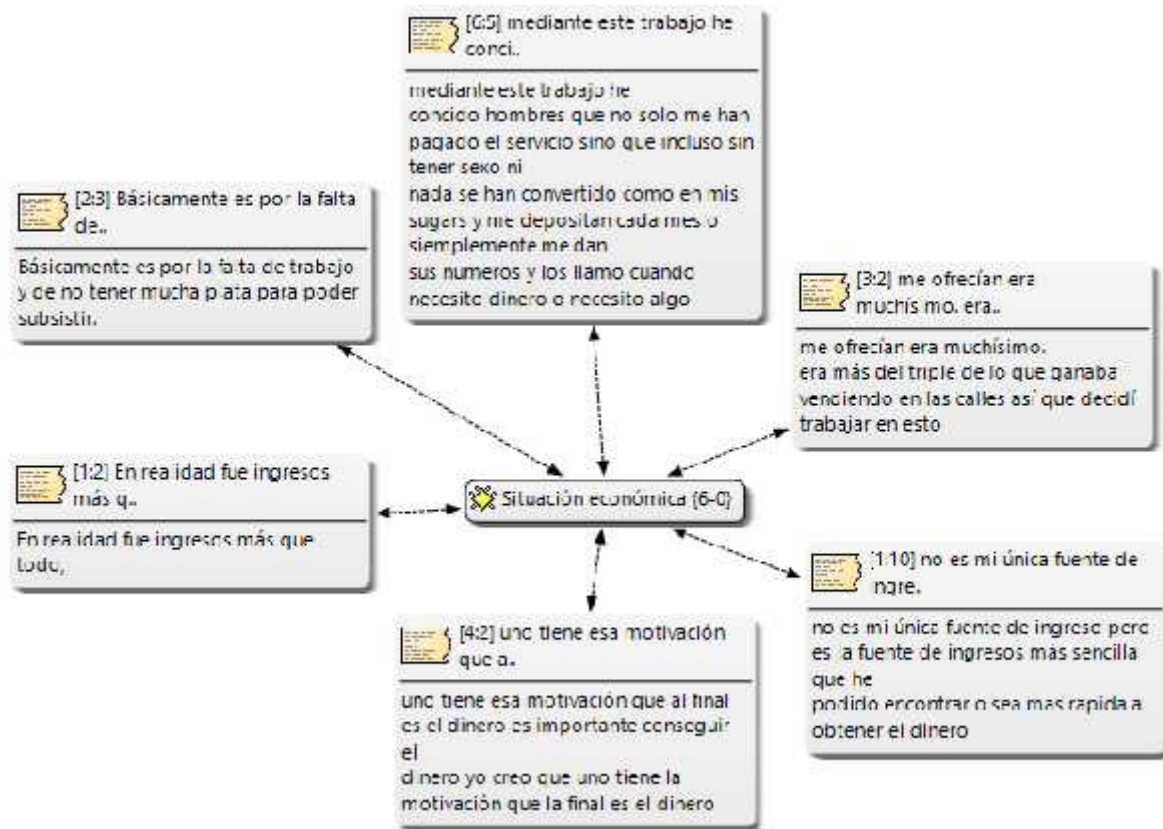 [6:5] mediante este trabajo he
conci..
mediante este trabajo he
concido hombres que no solo me han
pagado el servicio sino que incluso sin
tener sexo ni
nada se han convertido como en mis
sugars y me depositan cada mes o
siemplemente me dan
sus numeros y los llamo cuando
necesito dinero o necesito algo
[2:3] Básicamente es por la falta
de..
Básicamente es por la falta de trabajo
y de no tener mucha plata para poder
subsistir.
[3:2] me ofrecían era
muchísimo. era..
me ofrecían era muchísimo.
era más del triple de lo que ganaba
vendiendo en las calles así que decidí
trabajar en esto
[1:2] En realidad fue ingresos
más q..
En realidad fue ingresos más que
todo,
Situación económica {6-0}
[1:10] no es mi única fuente de
ingre..
no es mi única fuente de ingreso pero
es la fuente de ingresos más sencilla
que he
podido encontrar o sea mas rapida a
obtener el dinero
[4:2] uno tiene esa motivación
que a..
uno tiene esa motivación que al final
es el dinero es importante conseguir
el
dinero yo creo que uno tiene la
motivación que la final es el dinero